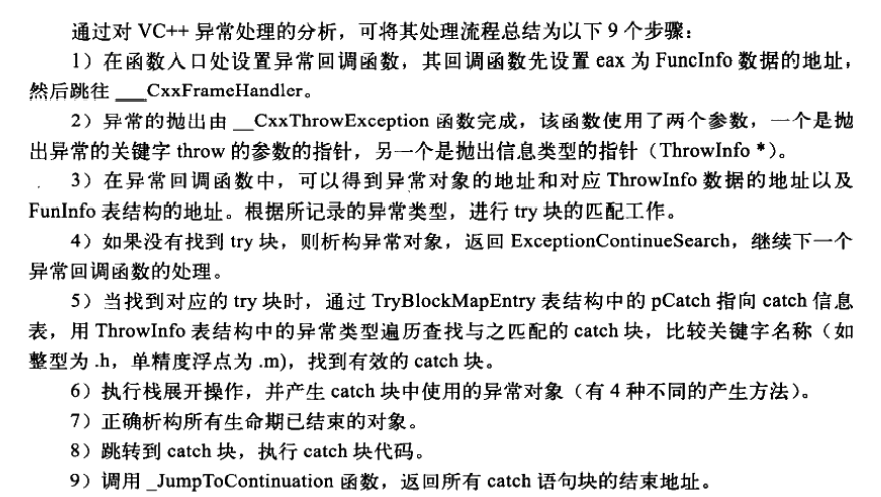 通过对 VC++ 异常处理的分析，可将其处理流程总结为以下 9 个步骤：
1）在函数入口处设置异常回调函数，其回调函数先设置 eax 为 FuncInfo 数据的地址，
然后跳往 ___CxxFrameHandler。
2）异常的抛出由 __CxxThrowException 函数完成，该函数使用了两个参数，一个是抛
出异常的关键字 throw 的参数的指针，另一个是抛出信息类型的指针（ThrowInfo *）。
3）在异常回调函数中，可以得到异常对象的地址和对应 ThrowInfo 数据的地址以及
FunInfo 表结构的地址。根据所记录的异常类型，进行 try 块的匹配工作。
4）如果没有找到 try 块，则析构异常对象，返回 ExceptionContinueSearch，继续下一个
异常回调函数的处理。
5）当找到对应的 try 块时，通过 TryBlockMapEntry 表结构中的 pCatch 指向 catch 信息
表，用 ThrowInfo 表结构中的异常类型遍历查找与之匹配的 catch 块，比较关键字名称（如
整型为 .h，单精度浮点为 .m)，找到有效的 catch 块。
6）执行栈展开操作，并产生 catch 块中使用的异常对象（有 4 种不同的产生方法）。
7）正确析构所有生命期已结束的对象。
8）跳转到 catch 块，执行 catch 块代码。
9）调用 _JumpToContinuation 函数，返回所有 catch 语句块的结束地址。